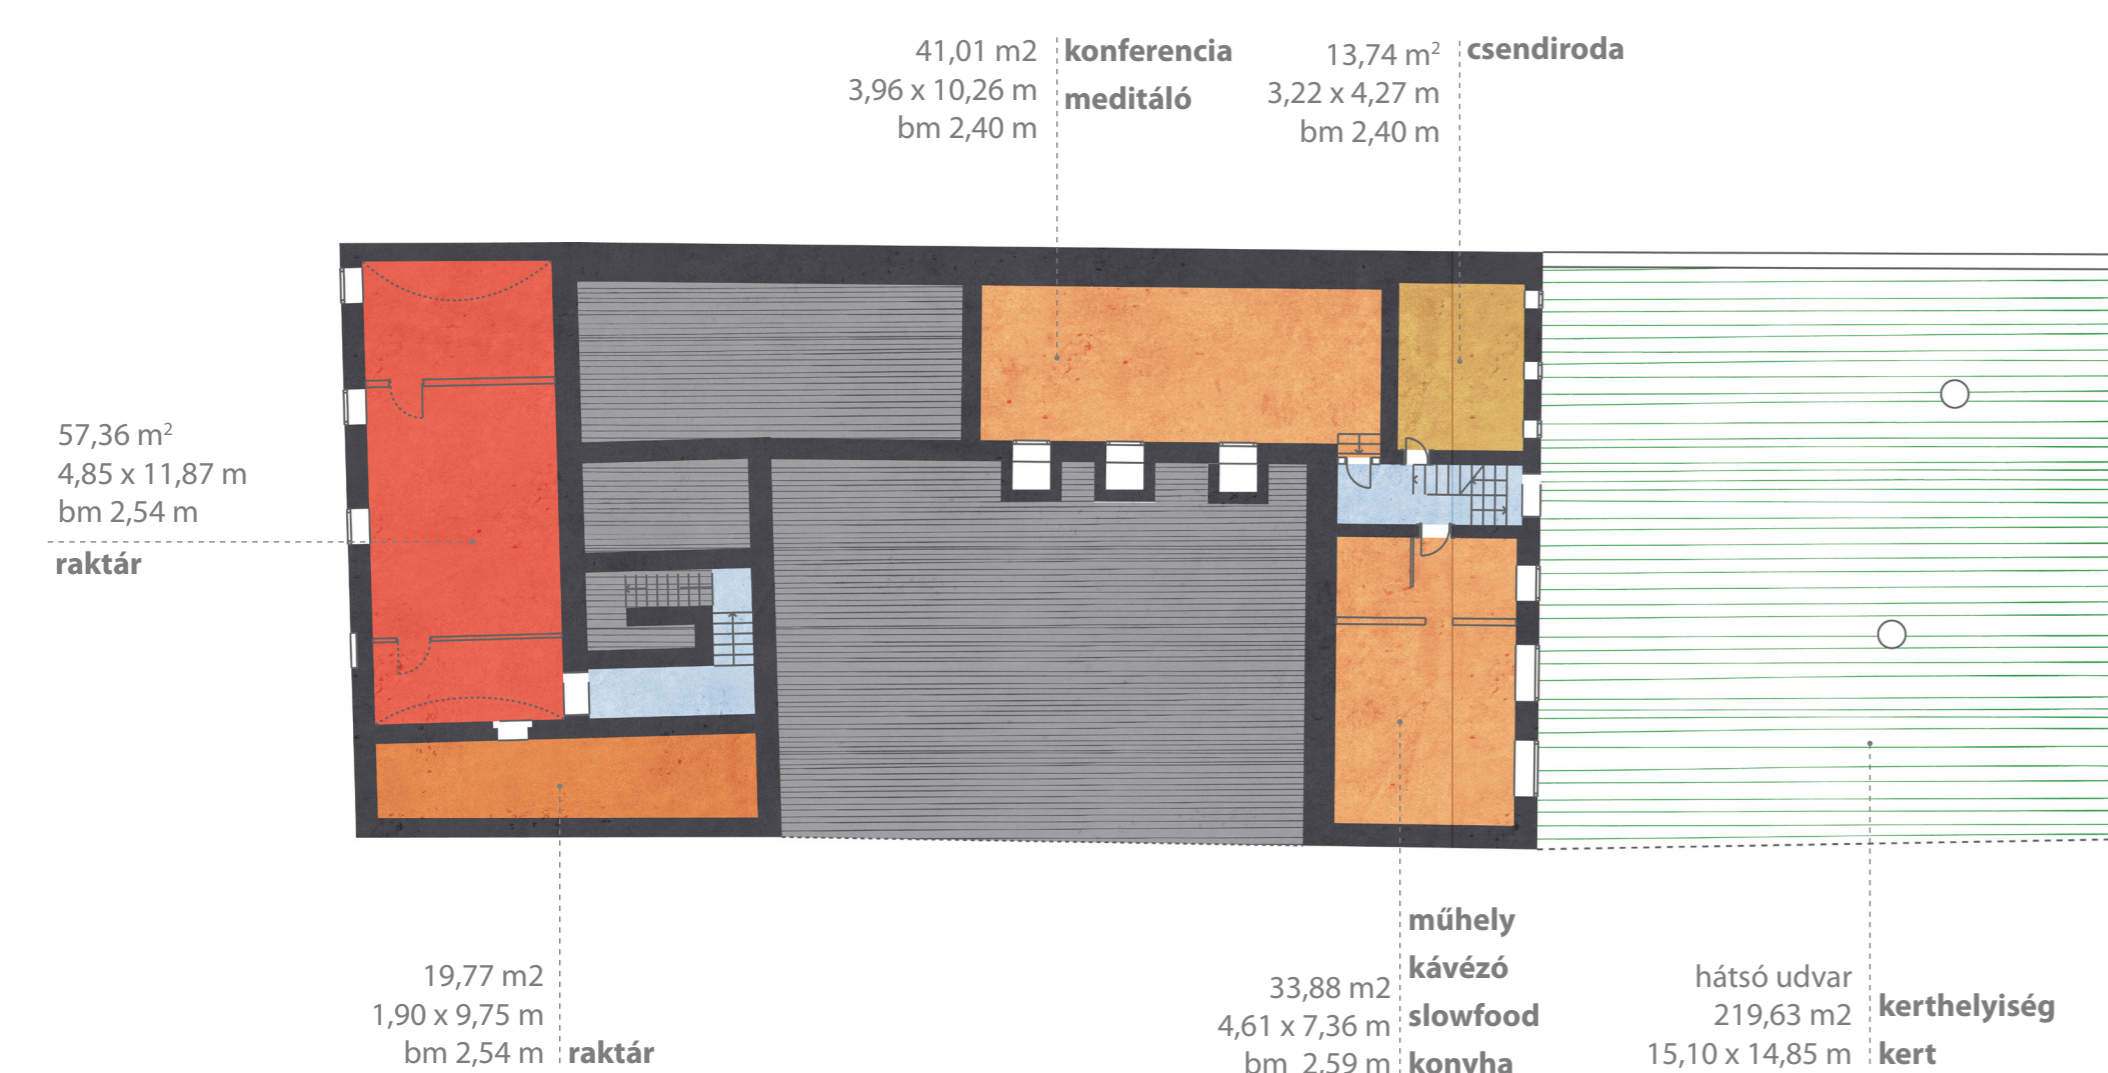 41,01 m2
3,96 x 10,26 m
bm 2,40 m
konferencia
meditáló
13,74 m²
3,22 x 4,27 m
bm 2,40 m
csendiroda
57,36 m²
4,85 x 11,87 m
bm 2,54 m
raktár
19,77 m2
1,90 x 9,75 m
bm 2,54 m
raktár
33,88 m2
4,61 x 7,36 m
bm 2,59 m
műhely
kávézó
slowfood
konyha
hátsó udvar
219,63 m2
15,10 x 14,85 m
kerthelyiség
kert